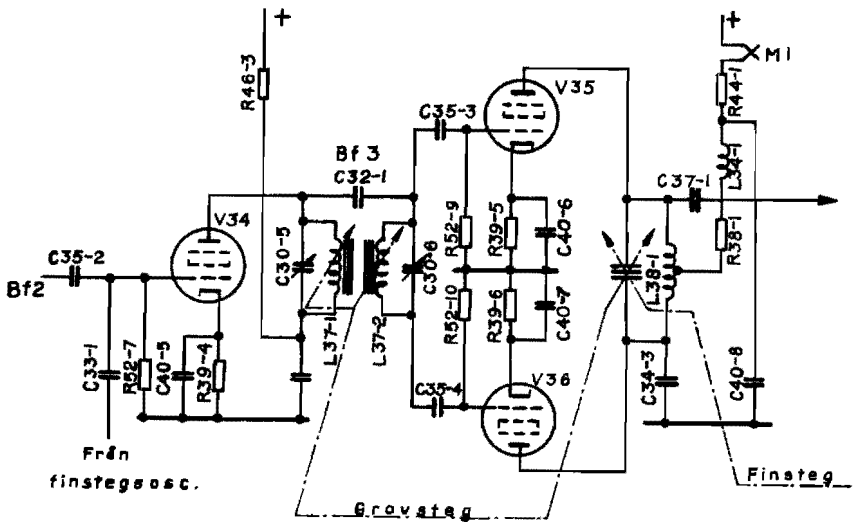 +
+
M1
R46-3
R44-1
V35
C35-3
Bf 3
C32-1
V34
C37-1
L34-1
C35-2
C30-5
R52-9
R39-5
C40-6
R38-1
Bf2
C30-6
L38-1
R52-10
R39-6
C40-7
C33-1
R52-7
C40-5
R39-4
L37-1
L37-2
C35-4
V36
C34-3
C40-8
Från
finstegsosc.
Finsteg
Grovsteg